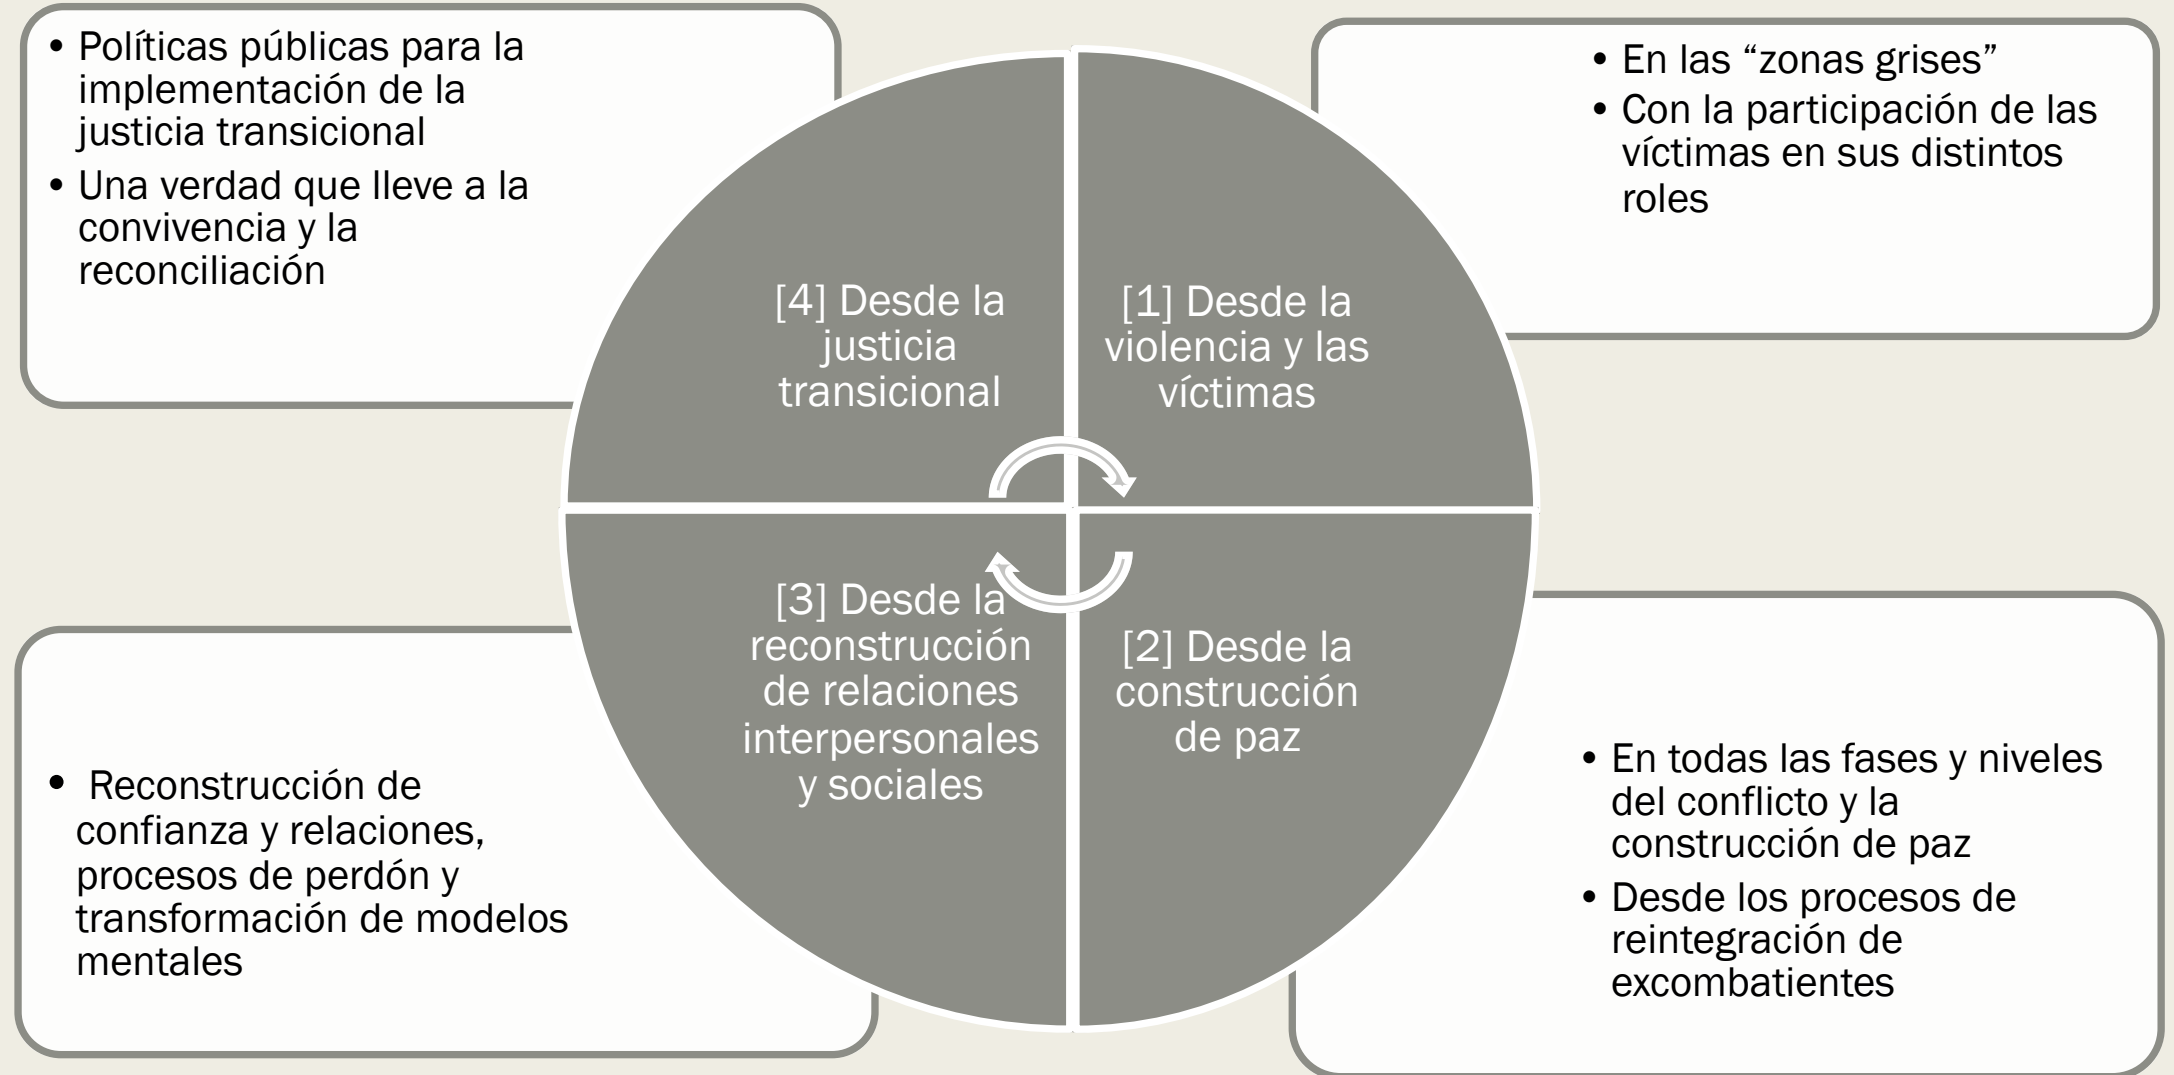 • Políticas públicas para la
implementación de la
justicia transicional
• Una verdad que lleve a la
convivencia y la
reconciliación
• En las “zonas grises”
• Con la participación de las
víctimas en sus distintos
roles
[4] Desde la
justicia
transicional
[1] Desde la
violencia y las
víctimas
[3] Desde la
reconstrucción
de relaciones
interpersonales
y sociales
[2] Desde la
construcción
de paz
• Reconstrucción de
confianza y relaciones,
procesos de perdón y
transformación de modelos
mentales
• En todas las fases y niveles
del conflicto y la
construcción de paz
• Desde los procesos de
reintegración de
excombatientes